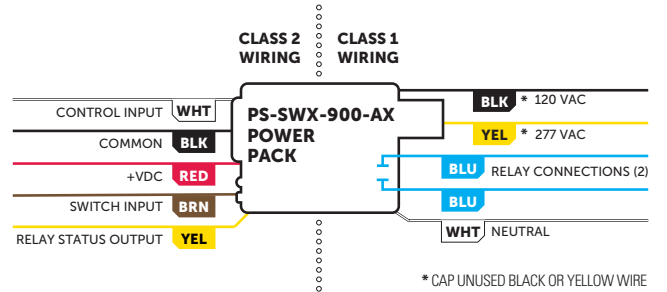 CLASS 2 WIRING
CLASS 1 WIRING
PS-SWX-900-AX
POWER
PACK
CONTROL INPUT WHT
COMMON BLK
+VDC RED
SWITCH INPUT BRN
RELAY STATUS OUTPUT YEL
BLK * 120 VAC
YEL * 277 VAC
BLU RELAY CONNECTIONS (2)
BLU
WHT NEUTRAL
* CAP UNUSED BLACK OR YELLOW WIRE